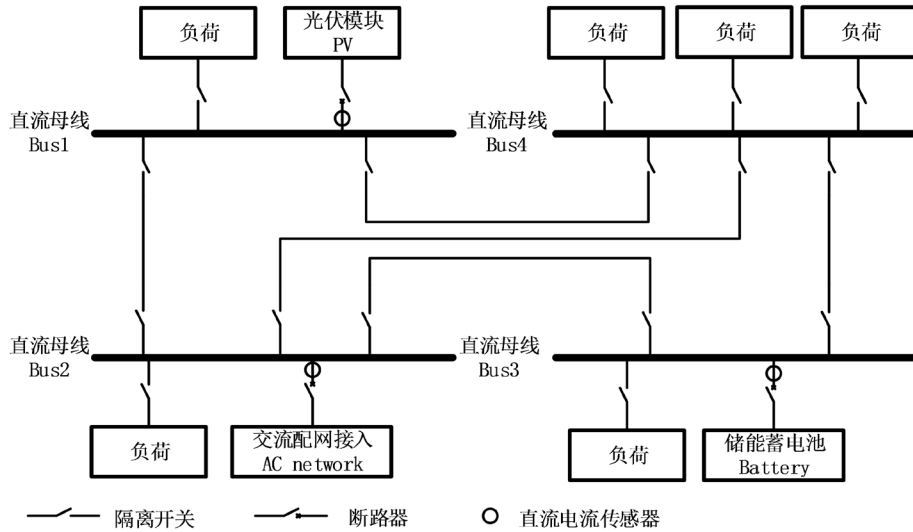 负荷
光伏模块
PV
负荷
负荷
负荷
直流母线
Bus1
直流母线
Bus4
直流母线
Bus2
直流母线
Bus3
负荷
交流配网接入
AC network
负荷
储能蓄电池
Battery
隔离开关
断路器
直流电流传感器